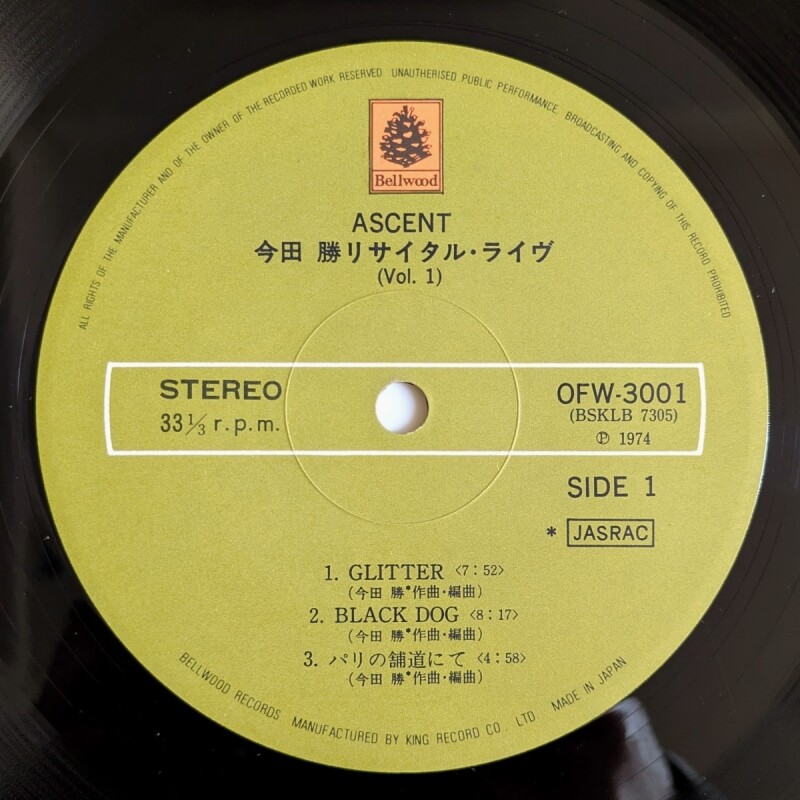 ALL RIGHTS OF THE MANUFACTURER AND OF THE OWNER OF THE RECORDED WORK RESERVED UNAUTHORISED PUBLIC PERFORMANCE BROADCASTING AND COPYING OF THIS RECORD PROHIBITED
Bellwood
ASCENT
今田 勝リサイタル・ライヴ
(Vol. 1)
STEREO
33 1/3 r.p.m.
OFW-3001
(BSKLB 7305)
℗ 1974
SIDE 1
* JASRAC
1. GLITTER <7:52>
(今田 勝*作曲・編曲)
2. BLACK DOG <8:17>
(今田 勝*作曲・編曲)
3. パリの舗道にて <4:58>
(今田 勝*作曲・編曲)
BELLWOOD RECORDS MANUFACTURED BY KING RECORD CO., LTD MADE IN JAPAN